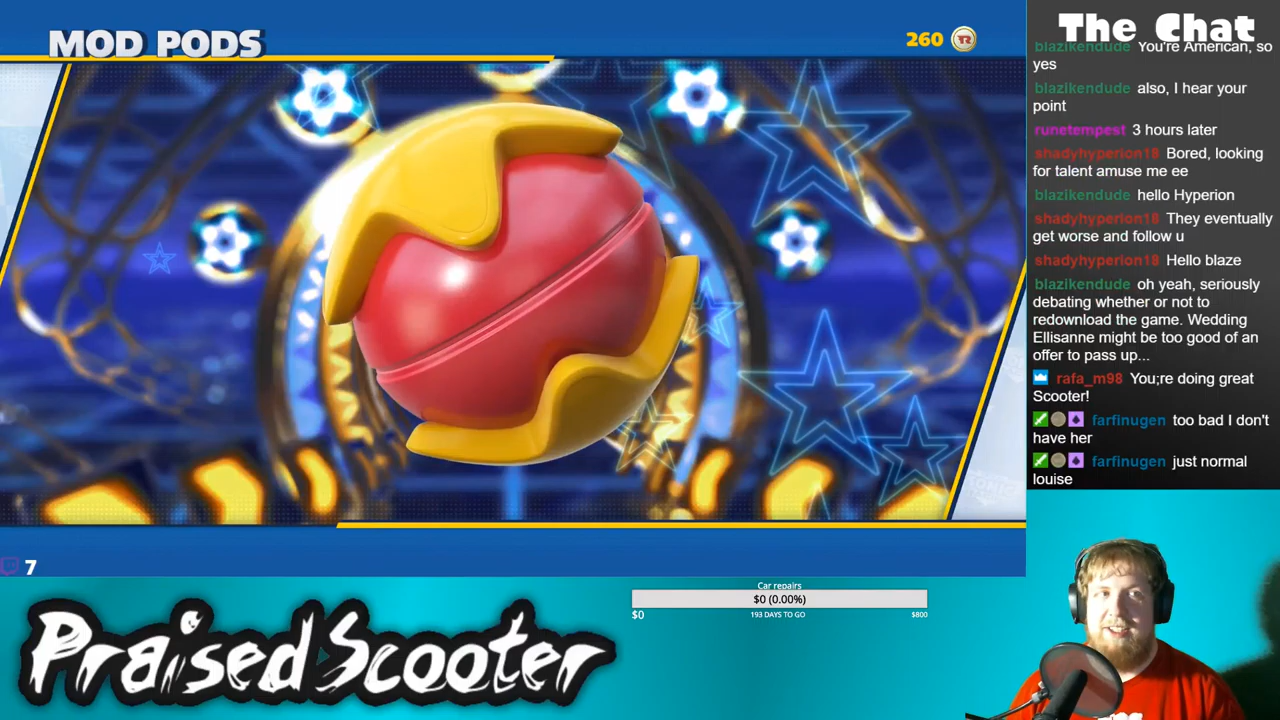 MOD PODS
260
The Chat
blazikendude You're American, so
yes
blazikendude also, I hear your
point
runetempest 3 hours later
shadyhyperion18 Bored, looking
for talent amuse me ee
blazikendude hello Hyperion
shadyhyperion18 They eventually
get worse and follow u
shadyhyperion18 Hello blaze
blazikendude oh yeah, seriously
debating whether or not to
redownload the game. Wedding
Ellisanne might be too good of an
offer to pass up...
rafa_m98 You;re doing great
Scooter!
farfinugen too bad I don't
have her
farfinugen just normal
louise
7
PraisedScooter
Car repairs
$0 (0.00%)
$0 193 DAYS TO GO $800